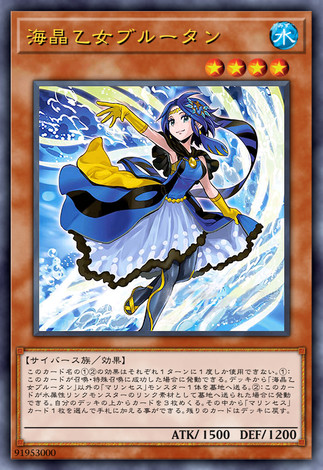 海晶乙女ブルータン
水
【サイバース族／効果】
このカード名の①②の効果はそれぞれ１ターンに１度しか使用できない。①：
このカードが召喚・特殊召喚に成功した場合に発動できる。デッキから「海晶乙
女ブルータン」以外の「マリンセス」モンスター１体を墓地へ送る。②：このカー
ドが水属性リンクモンスターのリンク素材として墓地へ送られた場合に発動
できる。自分のデッキの上からカードを３枚めくる。その中から「マリンセス」
カード１枚を選んで手札に加える事ができる。残りのカードはデッキに戻す。
ATK/1500 DEF/1200
91953000